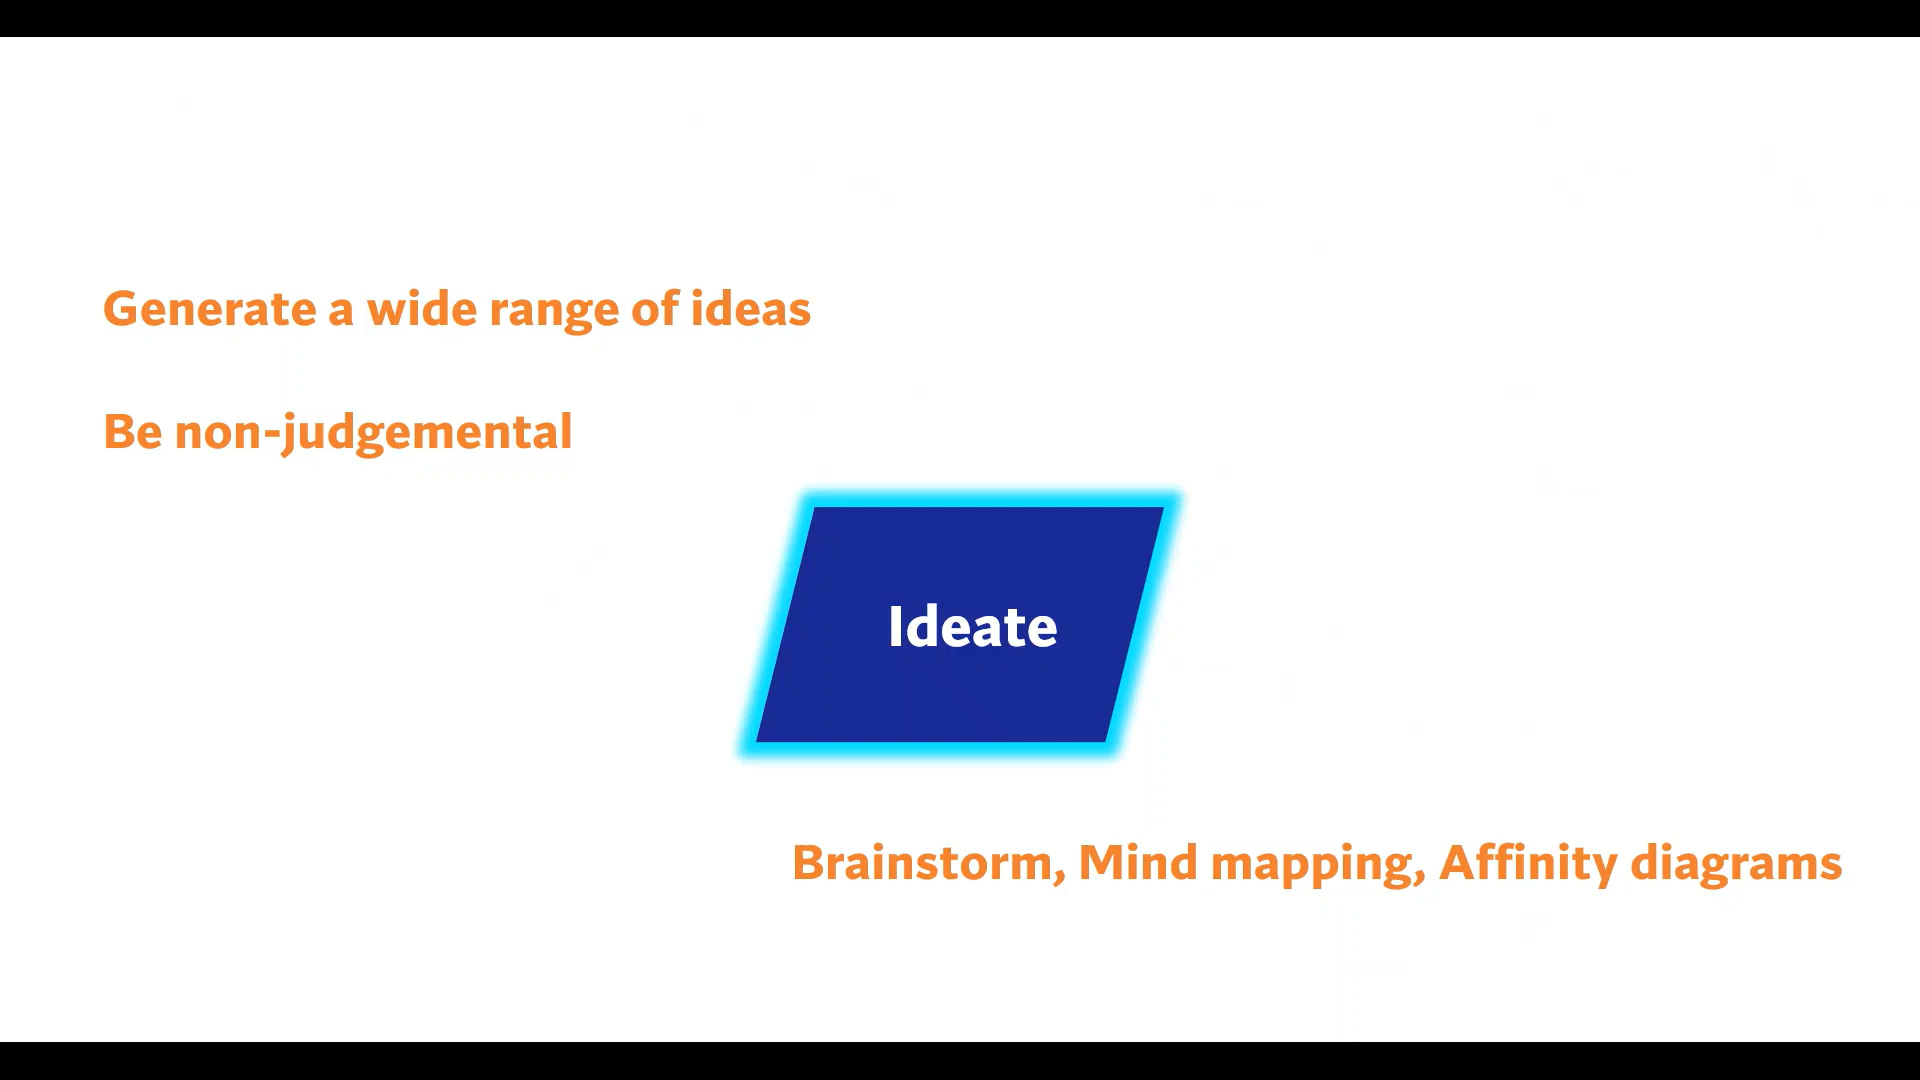 Generate a wide range of ideas
Be non-judgemental
Ideate
Brainstorm, Mind mapping, Affinity diagrams